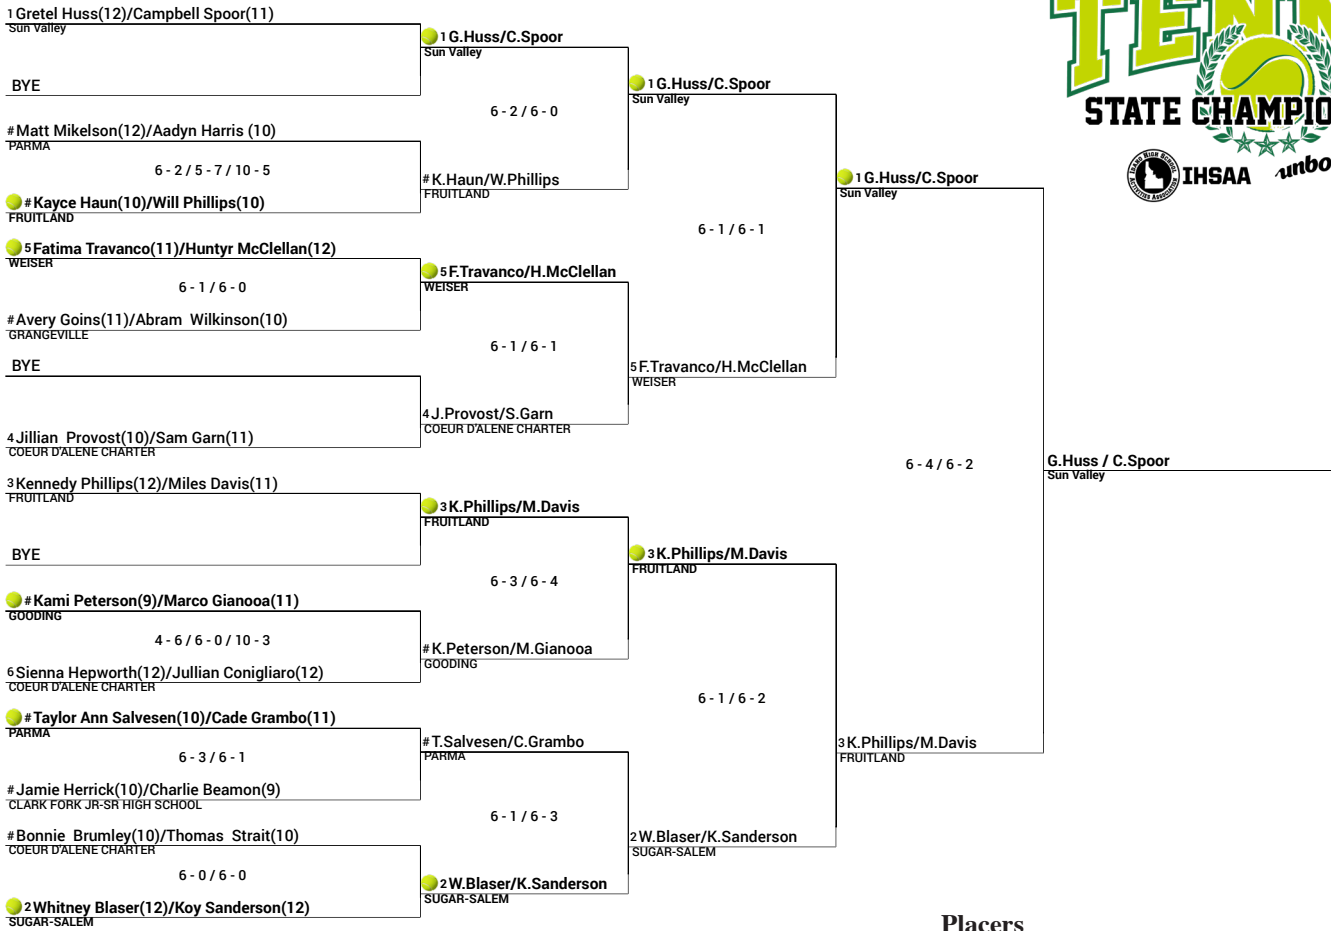 1 Gretel Huss(12)/Campbell Spoor(11)
Sun Valley
BYE
# Matt Mikelson(12)/Aadyn Harris (10)
PARMA
6 - 2 / 5 - 7 / 10 - 5
# Kayce Haun(10)/Will Phillips(10)
FRUITLAND
5 Fatima Travanco(11)/Huntyr McClellan(12)
WEISER
6 - 1 / 6 - 0
# Avery Goins(11)/Abram Wilkinson(10)
GRANGEVILLE
BYE
4 Jillian Provost(10)/Sam Garn(11)
COEUR D'ALENE CHARTER
3 Kennedy Phillips(12)/Miles Davis(11)
FRUITLAND
BYE
# Kami Peterson(9)/Marco Gianooa(11)
GOODING
4 - 6 / 6 - 0 / 10 - 3
6 Sienna Hepworth(12)/Jullian Conigliaro(12)
COEUR D'ALENE CHARTER
# Taylor Ann Salvesen(10)/Cade Grambo(11)
PARMA
6 - 3 / 6 - 1
# Jamie Herrick(10)/Charlie Beamon(9)
CLARK FORK JR-SR HIGH SCHOOL
# Bonnie Brumley(10)/Thomas Strait(10)
COEUR D'ALENE CHARTER
6 - 0 / 6 - 0
2 Whitney Blaser(12)/Koy Sanderson(12)
SUGAR-SALEM
1 G.Huss/C.Spoor
Sun Valley
6 - 2 / 6 - 0
# K.Haun/W.Phillips
FRUITLAND
5 F.Travanco/H.McClellan
WEISER
6 - 1 / 6 - 1
4 J.Provost/S.Garn
COEUR D'ALENE CHARTER
3 K.Phillips/M.Davis
FRUITLAND
6 - 3 / 6 - 4
# K.Peterson/M.Gianooa
GOODING
# T.Salvesen/C.Grambo
PARMA
6 - 1 / 6 - 3
2 W.Blaser/K.Sanderson
SUGAR-SALEM
1 G.Huss/C.Spoor
Sun Valley
6 - 1 / 6 - 1
5 F.Travanco/H.McClellan
WEISER
3 K.Phillips/M.Davis
FRUITLAND
6 - 1 / 6 - 2
2 W.Blaser/K.Sanderson
SUGAR-SALEM
1 G.Huss/C.Spoor
Sun Valley
6 - 4 / 6 - 2
3 K.Phillips/M.Davis
FRUITLAND
G.Huss / C.Spoor
Sun Valley
TENN
STATE CHAMPIO
IDAHO HIGH SCHOOL ACTIVITIES ASSOCIATION
IHSAA
unbo
Placers